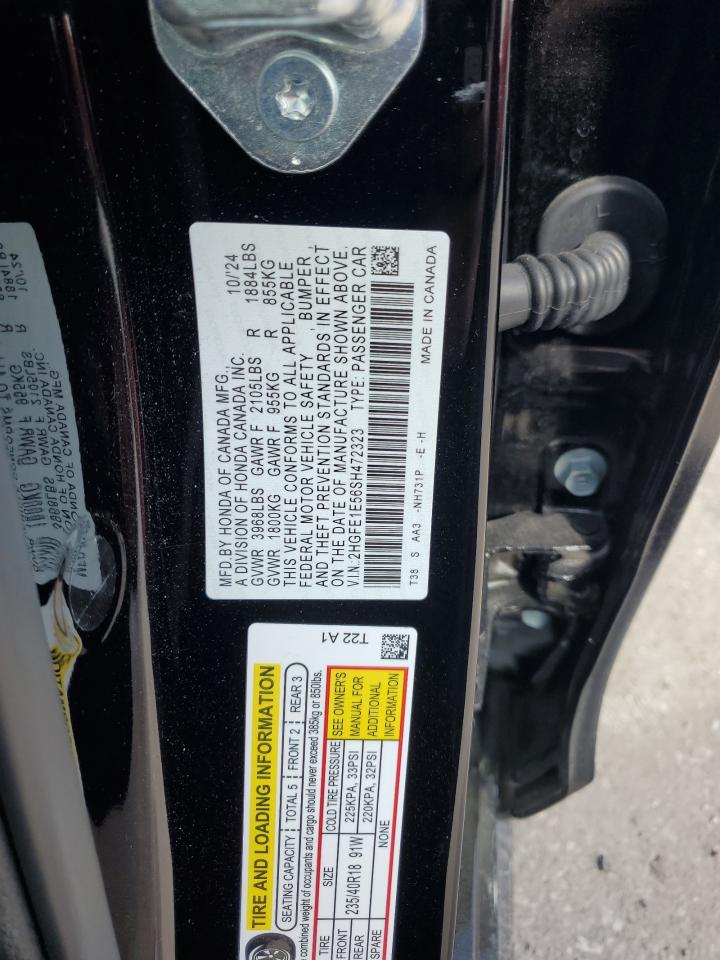 MFD.BY HONDA OF CANADA MFG., 10/'24
A DIVISION OF HONDA CANADA INC.
GVWR 3968LBS GAWR F 2105LBS R 1884LBS
GVWR 1800KG GAWR F 955KG R 855KG
THIS VEHICLE CONFORMS TO ALL APPLICABLE
FEDERAL MOTOR VEHICLE SAFETY , BUMPER,
AND THEFT PREVENTION STANDARDS IN EFFECT
ON THE DATE OF MANUFACTURE SHOWN ABOVE.
V.I.N.: 2HGFE1E56SH472323 TYPE: PASSENGER CAR
T38 S AA3 -NH731P -E -H
MADE IN CANADA
T22 A1
TIRE AND LOADING INFORMATION
SEATING CAPACITY TOTAL 5 FRONT 2 REAR 3
combined weight of occupants and cargo should never exceed 385kg or 850lbs.
TIRE SIZE COLD TIRE PRESSURE SEE OWNER'S
FRONT 235/40R18 91W 225KPA, 33PSI MANUAL FOR
REAR 220KPA, 32PSI ADDITIONAL
SPARE NONE INFORMATION